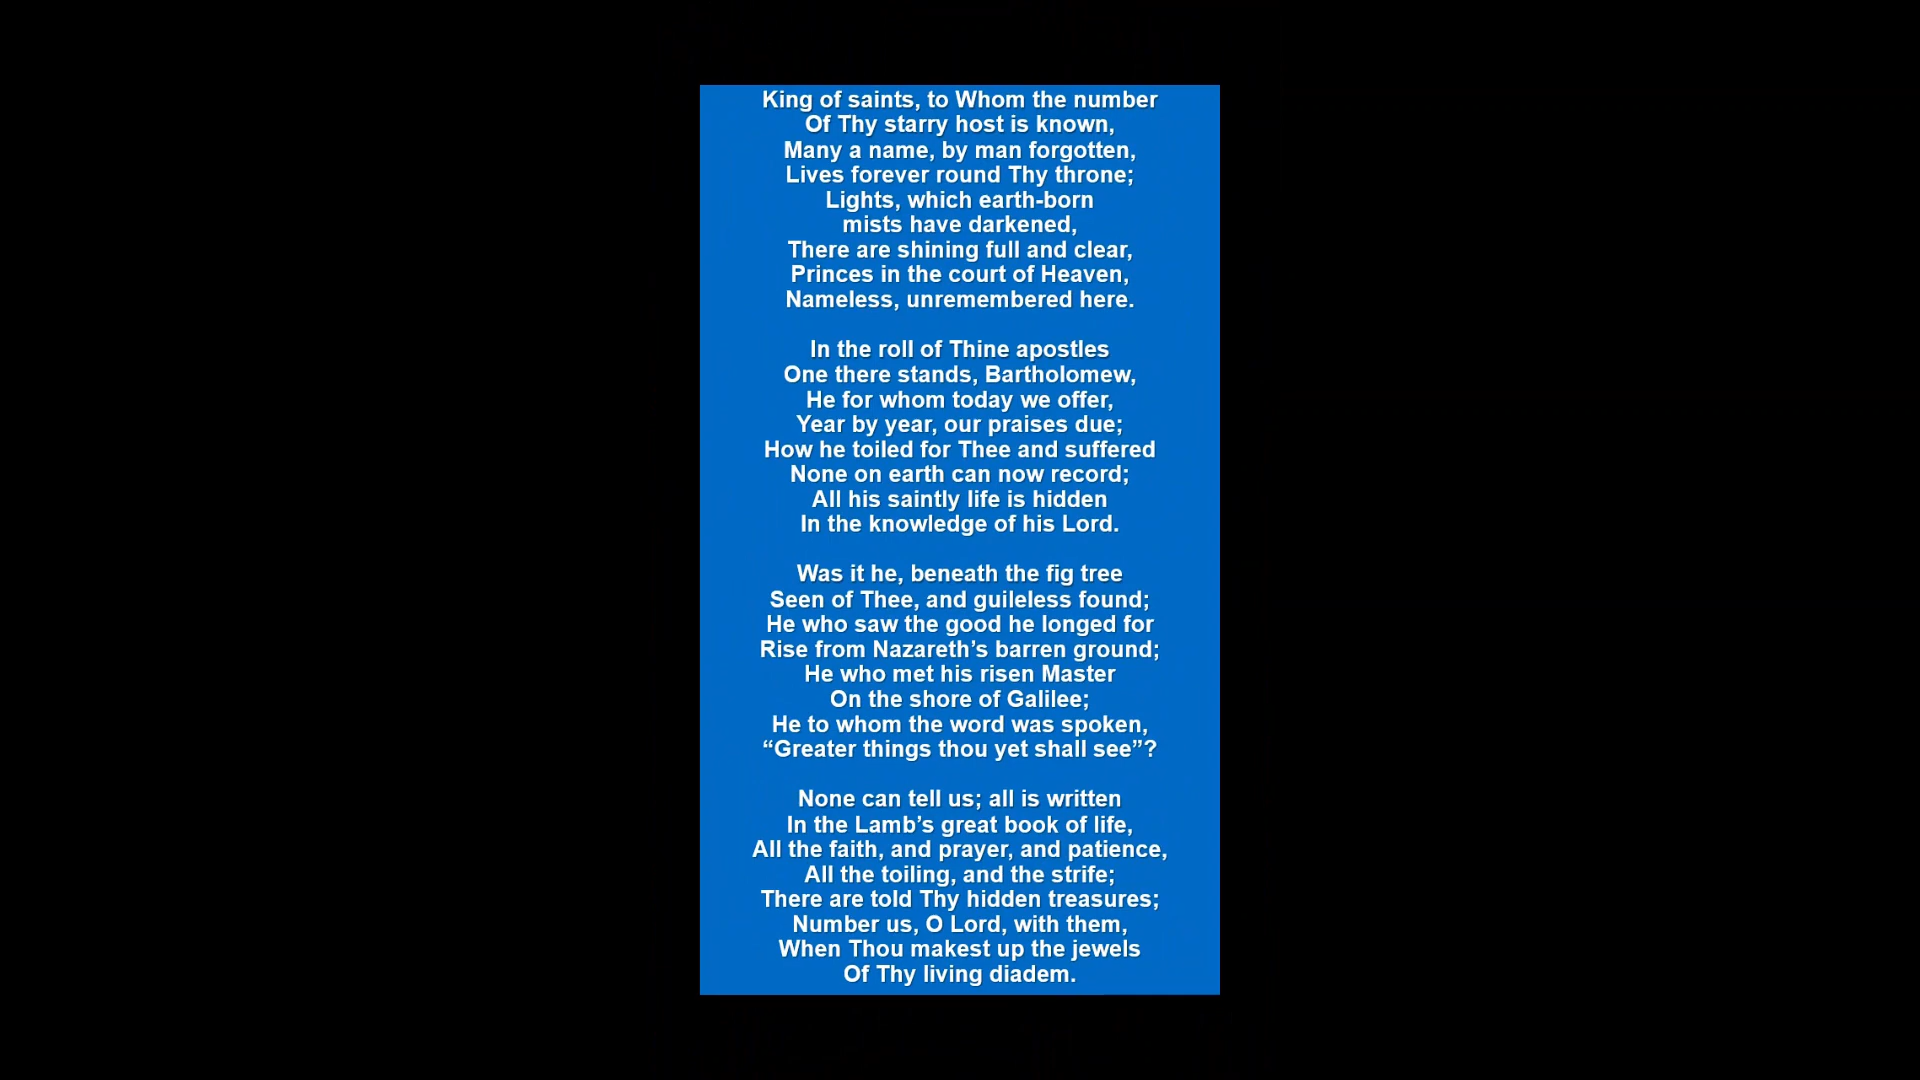 King of saints, to Whom the number
Of Thy starry host is known,
Many a name, by man forgotten,
Lives forever round Thy throne;
Lights, which earth-born
mists have darkened,
There are shining full and clear,
Princes in the court of Heaven,
Nameless, unremembered here.

In the roll of Thine apostles
One there stands, Bartholomew,
He for whom today we offer,
Year by year, our praises due;
How he toiled for Thee and suffered
None on earth can now record;
All his saintly life is hidden
In the knowledge of his Lord.

Was it he, beneath the fig tree
Seen of Thee, and guileless found;
He who saw the good he longed for
Rise from Nazareth’s barren ground;
He who met his risen Master
On the shore of Galilee;
He to whom the word was spoken,
“Greater things thou yet shall see”?

None can tell us; all is written
In the Lamb’s great book of life,
All the faith, and prayer, and patience,
All the toiling, and the strife;
There are told Thy hidden treasures;
Number us, O Lord, with them,
When Thou makest up the jewels
Of Thy living diadem.